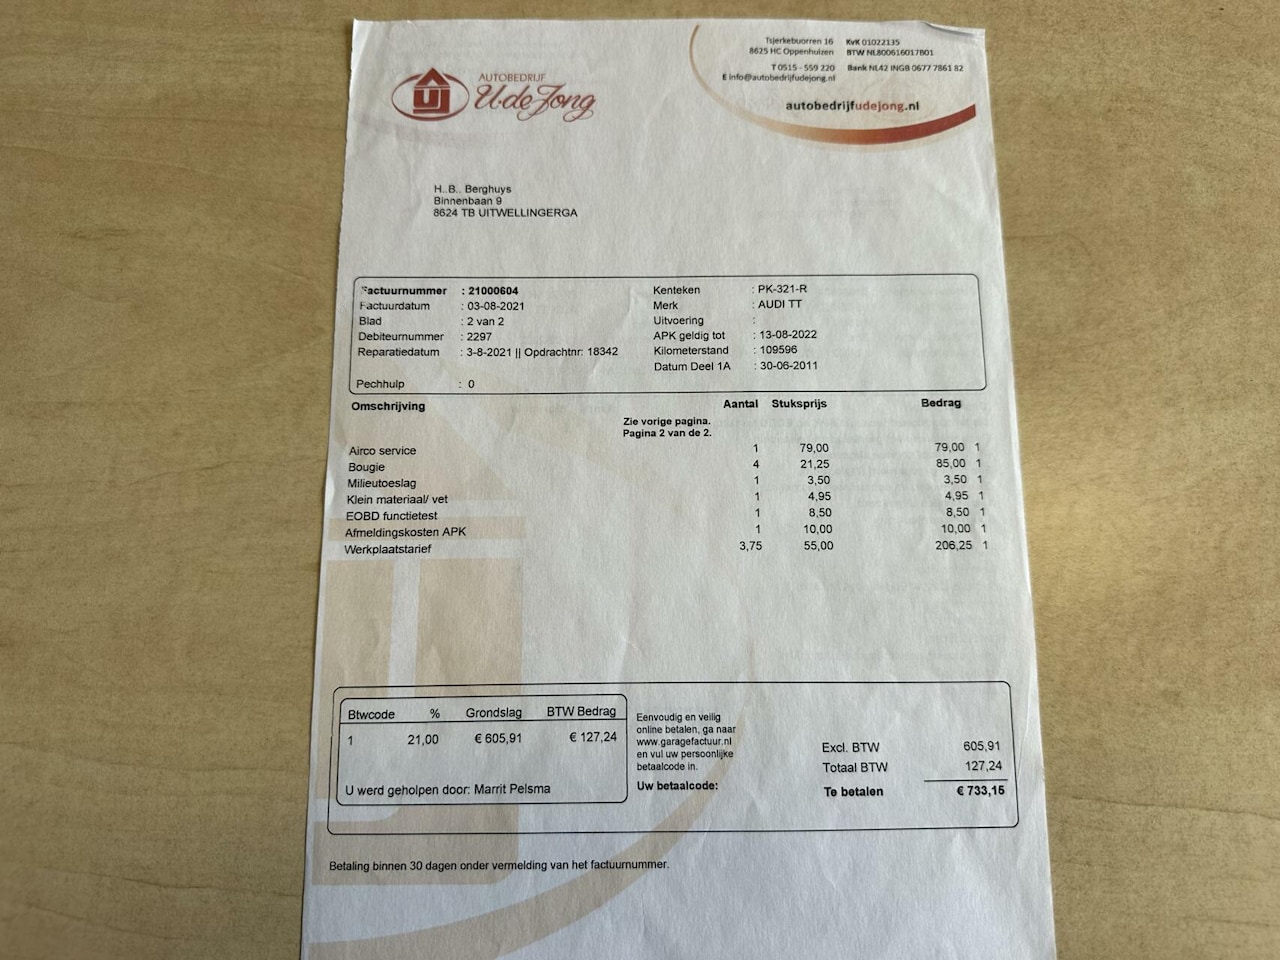 AUTOBEDRIJF
U.de Jong
Tsjerkebuorren 16 KvK 01022135
8625 HC Oppenhuizen BTW NL800616017B01
T 0515 - 559 220 Bank NL42 INGB 0677 7861 82
E info@autobedrijfudejong.nl
autobedrijfudejong.nl
H..B.. Berghuys
Binnenbaan 9
8624 TB UITWELLINGERGA
Factuurnummer : 21000604 Kenteken : PK-321-R
Factuurdatum : 03-08-2021 Merk : AUDI TT
Blad : 2 van 2 Uitvoering :
Debiteurnummer : 2297 APK geldig tot : 13-08-2022
Reparatiedatum : 3-8-2021 || Opdrachtnr: 18342 Kilometerstand : 109596
Datum Deel 1A : 30-06-2011
Pechhulp : 0
Omschrijving Aantal Stuksprijs Bedrag
Zie vorige pagina.
Pagina 2 van de 2.
Airco service 1 79,00 79,00 1
Bougie 4 21,25 85,00 1
Milieutoeslag 1 3,50 3,50 1
Klein materiaal/ vet 1 4,95 4,95 1
EOBD functietest 1 8,50 8,50 1
Afmeldingskosten APK 1 10,00 10,00 1
Werkplaatstarief 3,75 55,00 206,25 1
Btwcode % Grondslag BTW Bedrag
1 21,00 € 605,91 € 127,24
U werd geholpen door: Marrit Pelsma
Eenvoudig en veilig
online betalen, ga naar
www.garagefactuur.nl
en vul uw persoonlijke
betaalcode in.
Uw betaalcode:
Excl. BTW 605,91
Totaal BTW 127,24
Te betalen € 733,15
Betaling binnen 30 dagen onder vermelding van het factuurnummer.